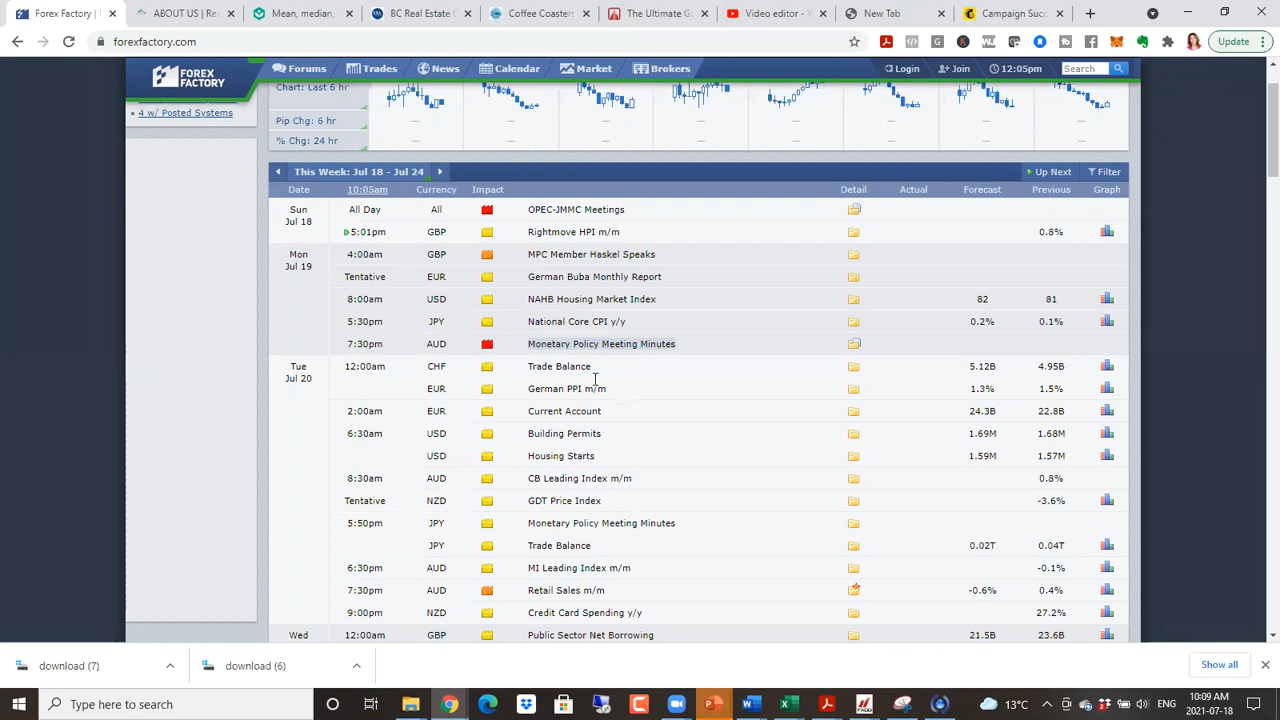 Forex Factory
ABOUT US | Re
Mean, median,
BC Real Estate C
Coffee Coasters
The Ultimate G
Video editor - Y
New Tab
Campaign Succ
forexfactory.com
Update
FOREX
FACTORY
Forums
Trades
News
Calendar
Market
Brokers
Login
Join
12:05pm
Search
4 w/ Posted Systems
Chart: Last 6 hr
Pip Chg: 6 hr
— — — — — — — —
% Chg: 24 hr
— — — — — — — —
This Week: Jul 18 - Jul 24
Up Next
Filter
Date 10:05am Currency Impact Detail Actual Forecast Previous Graph
Sun
Jul 18
All Day All OPEC-JMMC Meetings
5:01pm GBP Rightmove HPI m/m 0.8%
Mon
Jul 19
4:00am GBP MPC Member Haskel Speaks
Tentative EUR German Buba Monthly Report
8:00am USD NAHB Housing Market Index 82 81
5:30pm JPY National Core CPI y/y 0.2% 0.1%
7:30pm AUD Monetary Policy Meeting Minutes
Tue
Jul 20
12:00am CHF Trade Balance 5.12B 4.95B
EUR German PPI m/m 1.3% 1.5%
2:00am EUR Current Account 24.3B 22.8B
6:30am USD Building Permits 1.69M 1.68M
USD Housing Starts 1.59M 1.57M
8:30am AUD CB Leading Index m/m 0.8%
Tentative NZD GDT Price Index -3.6%
5:50pm JPY Monetary Policy Meeting Minutes
JPY Trade Balance 0.02T 0.04T
6:30pm AUD MI Leading Index m/m -0.1%
7:30pm AUD Retail Sales m/m -0.6% 0.4%
9:00pm NZD Credit Card Spending y/y 27.2%
Wed 12:00am GBP Public Sector Net Borrowing 21.5B 23.6B
download (7)
download (6)
Show all
Type here to search
13°C
ENG
10:09 AM
2021-07-18